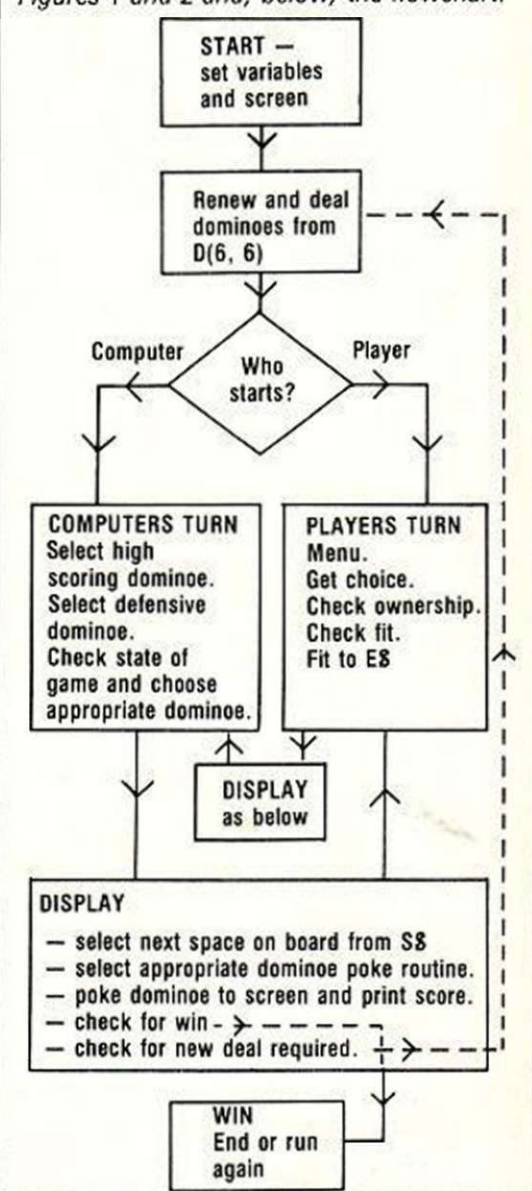 Figures 1 and 2 and, below, the flowchart.
START —
set variables
and screen
Renew and deal
dominoes from
D(6, 6)
Computer
Player
Who
starts?
COMPUTERS TURN
Select high
scoring dominoe.
Select defensive
dominoe.
Check state of
game and choose
appropriate dominoe.
PLAYERS TURN
Menu.
Get choice.
Check ownership.
Check fit.
Fit to E$
DISPLAY
as below
DISPLAY
— select next space on board from S$
— select appropriate dominoe poke routine.
— poke dominoe to screen and print score.
— check for win
— check for new deal required.
WIN
End or run
again